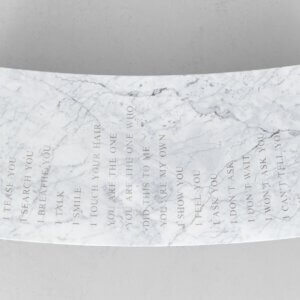 I TEASE YOU
I SEARCH YOU
I BREATHE YOU
I TALK
I SMILE
I TOUCH YOUR HAIR
YOU ARE THE ONE
YOU ARE THE ONE WHO
DID THIS TO ME
YOU ARE MY OWN
I SHOW YOU
I FEEL YOU
I ASK YOU
I DON'T ASK
I DON'T WAIT
I WON'T ASK YOU
I CAN'T TELL YOU